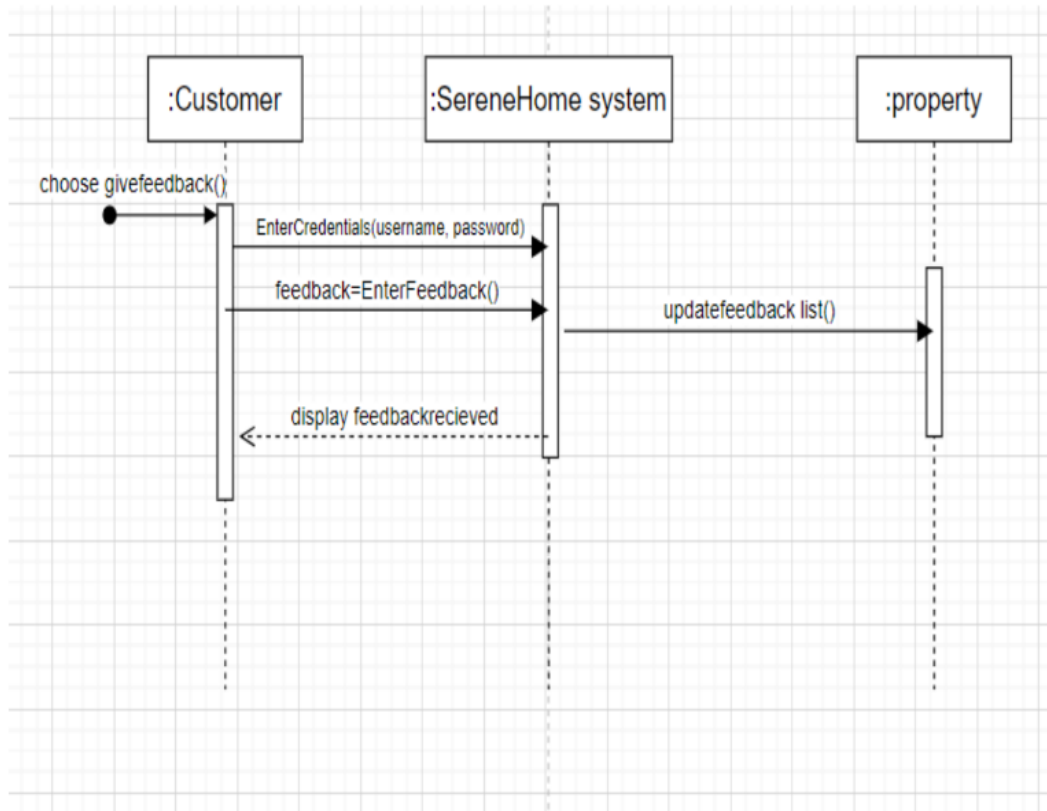 :Customer
:SereneHome system
:property
choose givefeedback()
EnterCredentials(username, password)
feedback=EnterFeedback()
updatefeedback list()
display feedbackrecieved